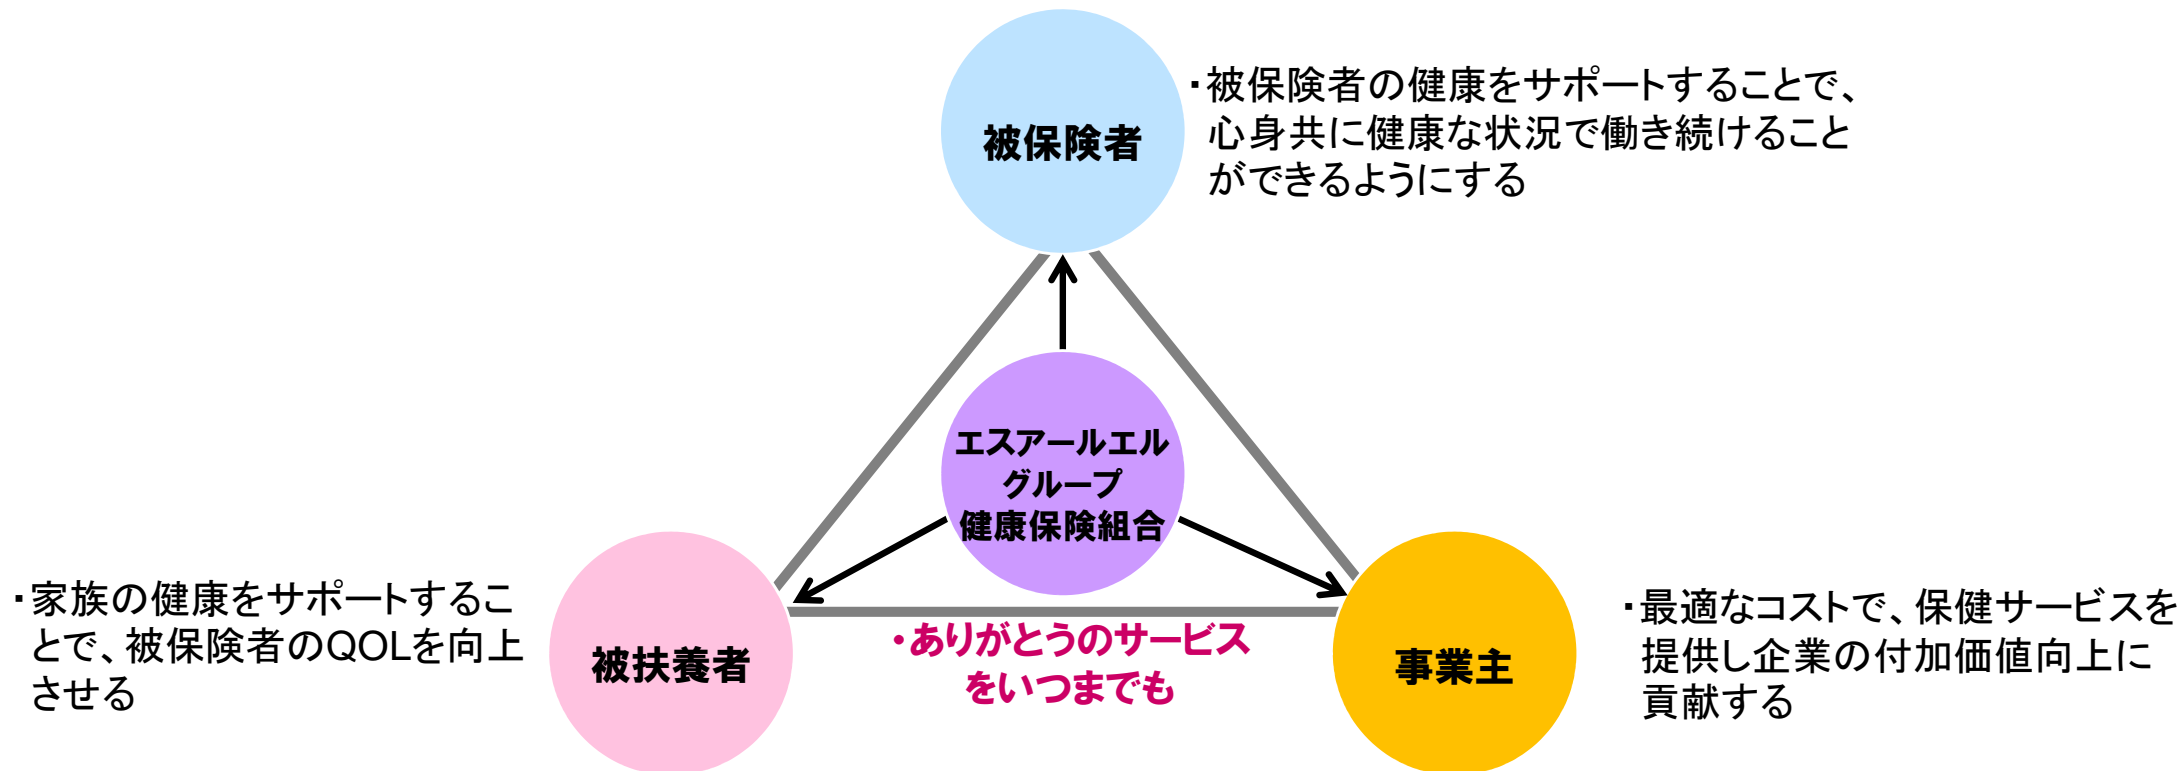 被保険者
・被保険者の健康をサポートすることで、
心身共に健康な状況で働き続けること
ができるようにする
エスアールエル
グループ
健康保険組合
・家族の健康をサポートするこ
とで、被保険者のQOLを向上
させる
被扶養者
・ありがとうのサービス
をいつまでも
事業主
・最適なコストで、保健サービスを
提供し企業の付加価値向上に
貢献する